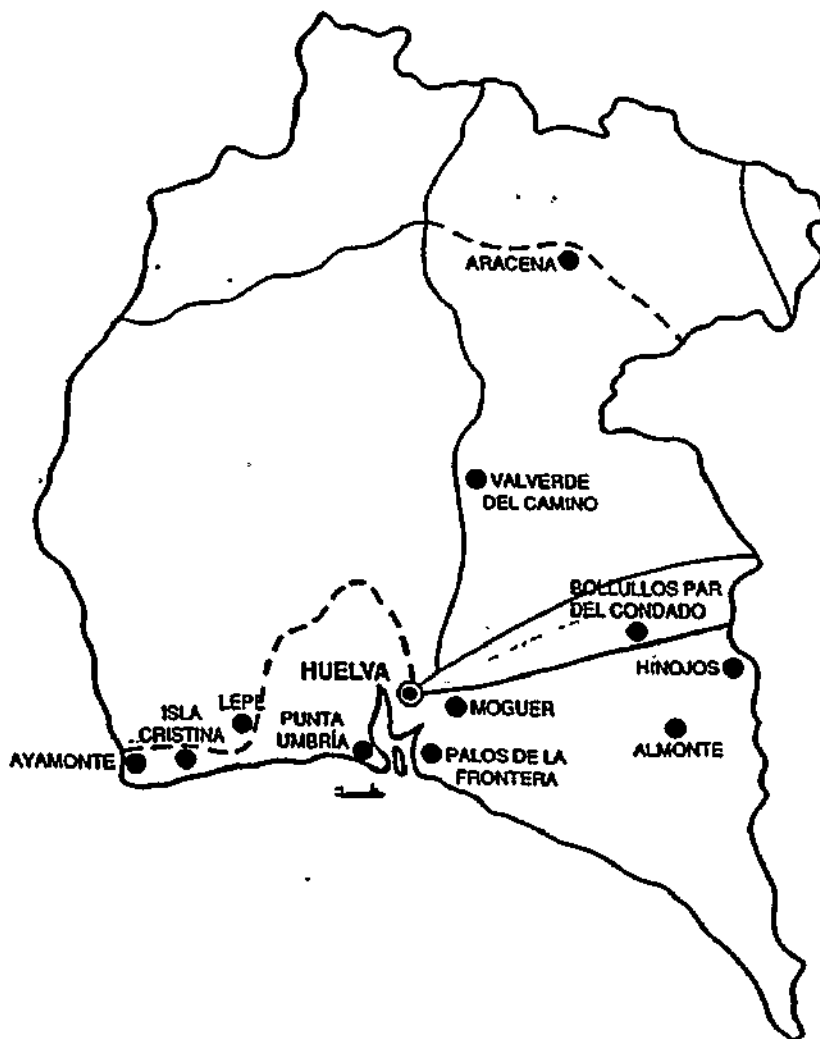 ARACENA
VALVERDE
DEL CAMINO
BOLLULLOS PAR
DEL CONDADO
HINOJOS
HUELVA
MOGUER
LEPE
ISLA
CRISTINA
PUNTA
UMBRÍA
ALMONTE
AYAMONTE
PALOS DE LA
FRONTERA